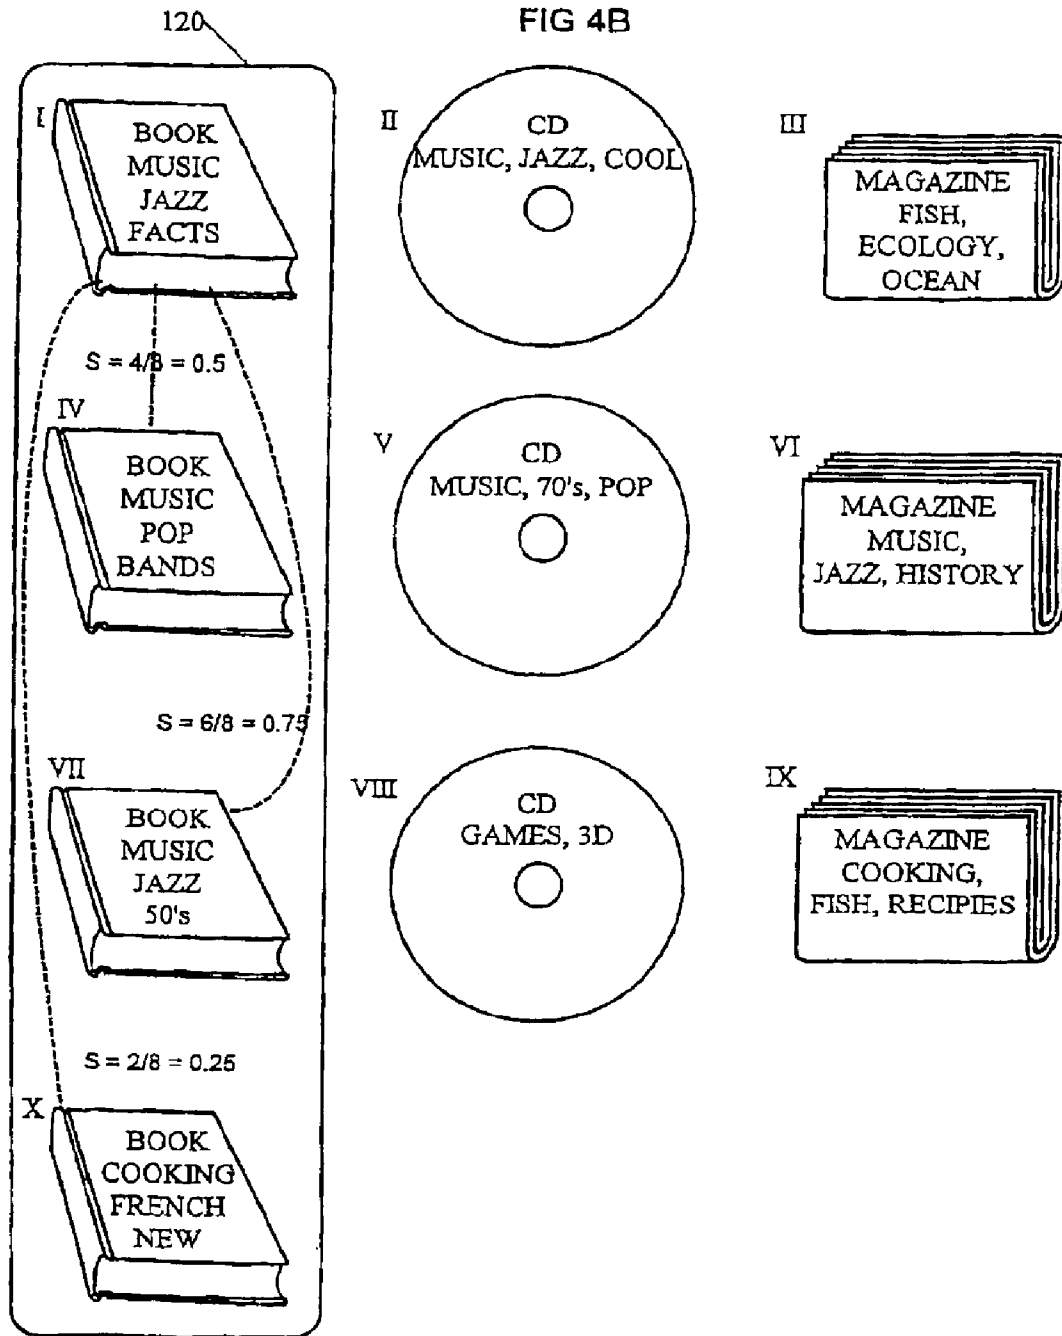 120
FIG 4B
I
BOOK
MUSIC
JAZZ
FACTS
II
CD
MUSIC, JAZZ, COOL
III
MAGAZINE
FISH,
ECOLOGY,
OCEAN
S = 4/8 = 0.5
IV
BOOK
MUSIC
POP
BANDS
V
CD
MUSIC, 70's, POP
VI
MAGAZINE
MUSIC,
JAZZ, HISTORY
S = 6/8 = 0.75
VII
BOOK
MUSIC
JAZZ
50's
VIII
CD
GAMES, 3D
IX
MAGAZINE
COOKING,
FISH, RECIPIES
S = 2/8 = 0.25
X
BOOK
COOKING
FRENCH
NEW